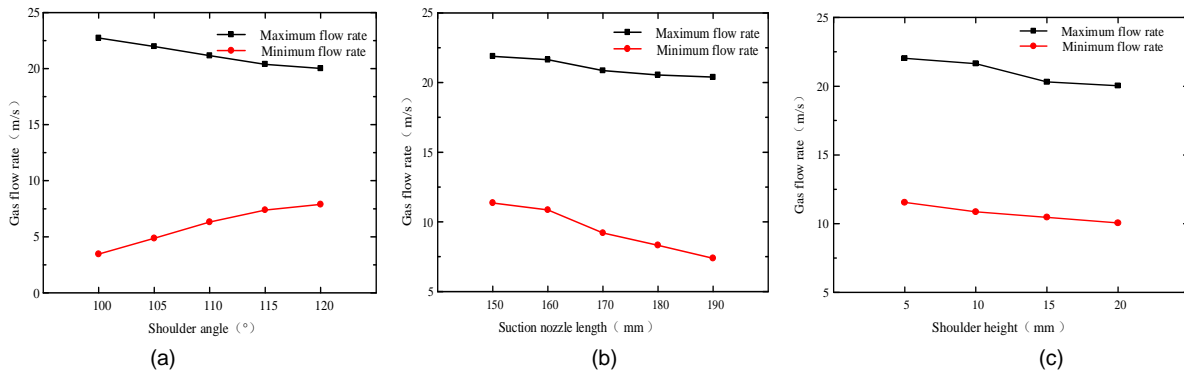 25
20
15
10
5
0
Gas flow rate（ m/s ）
Maximum flow rate
Minimum flow rate
100 105 110 115 120
Shoulder angle（°）
(a)
25
20
15
10
5
Gas flow rate（ m/s ）
Maximum flow rate
Minimum flow rate
150 160 170 180 190
Suction nozzle length（ mm ）
(b)
25
20
15
10
5
Gas flow rate（ m/s ）
Maximum flow rate
Minimum flow rate
5 10 15 20
Shoulder height（ mm ）
(c)